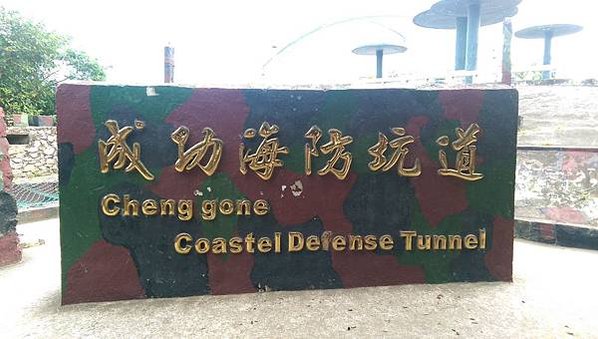 成功海防坑道
Cheng gone
Coastel Defense Tunnel